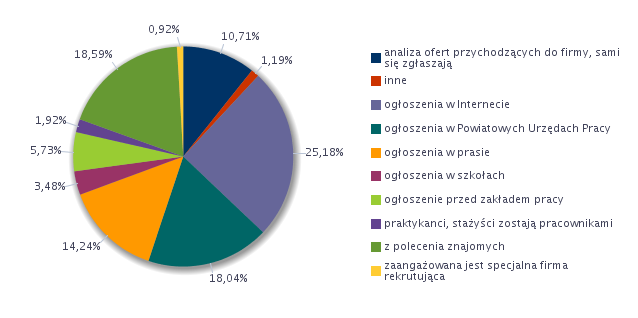 0,92%
10,71%
18,59%
1,19%
1,92%
25,18%
5,73%
3,48%
14,24%
18,04%
analiza ofert przychodzących do firmy, sami
się zgłaszają
inne
ogłoszenia w Internecie
ogłoszenia w Powiatowych Urzędach Pracy
ogłoszenia w prasie
ogłoszenia w szkołach
ogłoszenie przed zakładem pracy
praktykanci, stażyści zostają pracownikami
z polecenia znajomych
zaangażowana jest specjalna firma
rekrutująca